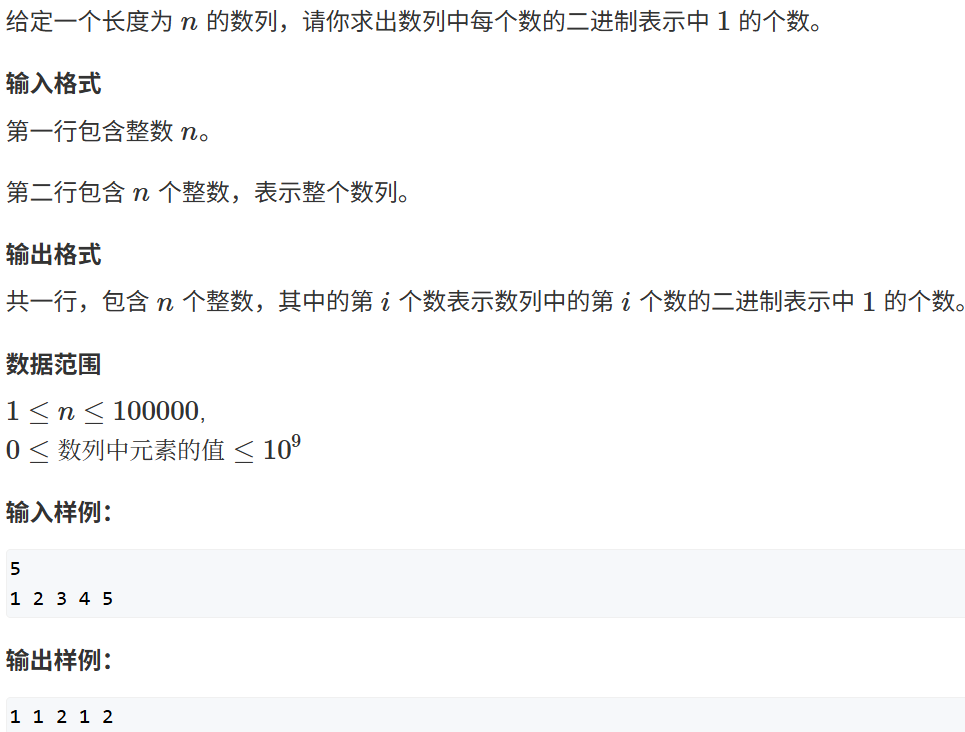 给定一个长度为 n 的数列，请你求出数列中每个数的二进制表示中 1 的个数。
输入格式
第一行包含整数 n。
第二行包含 n 个整数，表示整个数列。
输出格式
共一行，包含 n 个整数，其中的第 i 个数表示数列中的第 i 个数的二进制表示中 1 的个数。
数据范围
1 ≤ n ≤ 100000,
0 ≤ 数列中元素的值 ≤ 10⁹
输入样例：
5
1 2 3 4 5
输出样例：
1 1 2 1 2